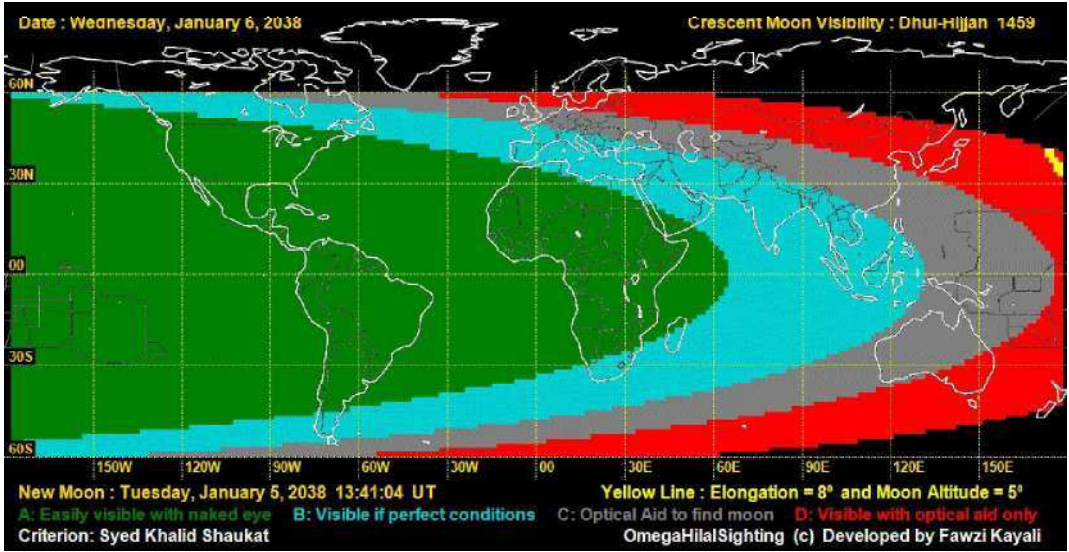 Date : Wednesday, January 6, 2038
Crescent Moon Visibility : Dhul-Hijjah 1459
60N
30N
00
30S
60S
150W 120W 90W 60W 30W 00 30E 60E 90E 120E 150E
New Moon : Tuesday, January 5, 2038 13:41:04 UT
Yellow Line : Elongation = 8º and Moon Altitude = 5º
A: Easily visible with naked eye B: Visible if perfect conditions C: Optical Aid to find moon D: Visible with optical aid only
Criterion: Syed Khalid Shaukat
OmegaHilalSighting (c) Developed by Fawzi Kayali